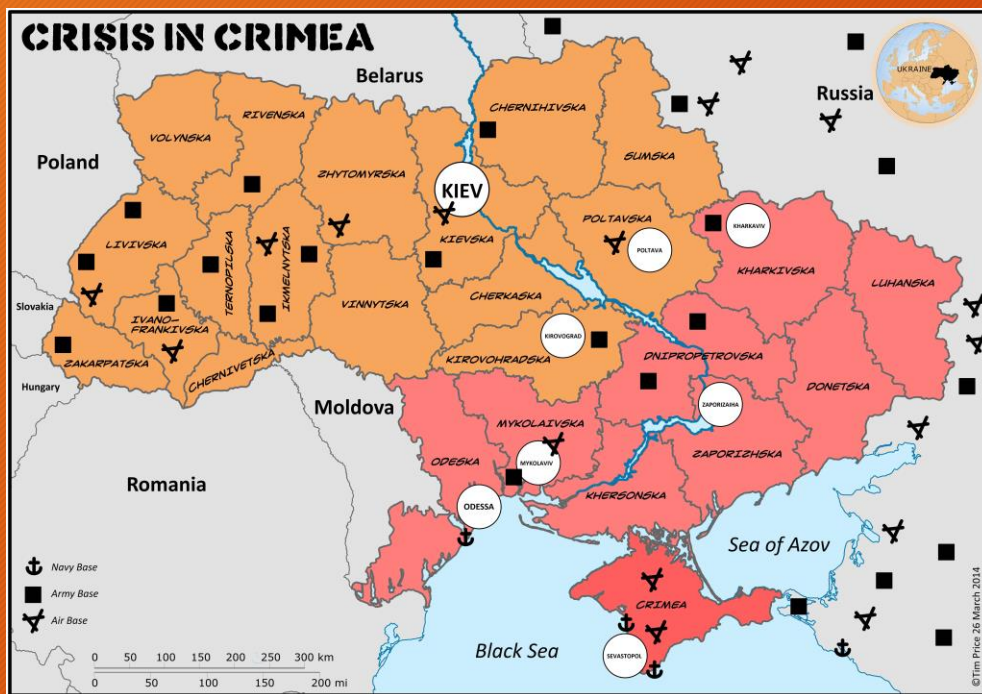 CRISIS IN CRIMEA
Belarus
Russia
UKRAINE
Poland
VOLYNSKA
RIVENSKA
ZHYTOMYRSKA
CHERNIHIVSKA
SUMSKA
KIEV
LIVIVSKA
TERNOPILSKA
IKMELNYTSKA
KIEVSKA
POLTAVSKA
POLTAVA
KHARKAVIV
KHARKIVSKA
LUHANSKA
Slovakia
IVANO-
FRANKIVSKA
VINNYTSKA
CHERKASKA
ZAKARPATSKA
CHERNIVETSKA
KIROVOGRAD
KIROVOHRADSKA
DNIPROPETROVSKA
DONETSKA
Hungary
Moldova
MYKOLAIVSKA
ZAPORIZAIHA
ODESKA
MYKOLAVIV
ZAPORIZHSKA
Romania
ODESSA
KHERSONSKA
Sea of Azov
Navy Base
Army Base
Air Base
CRIMEA
Black Sea
SEVASTOPOL
0 50 100 150 200 250 300 km
0 50 100 150 200 mi
©Tim Price 26 March 2014